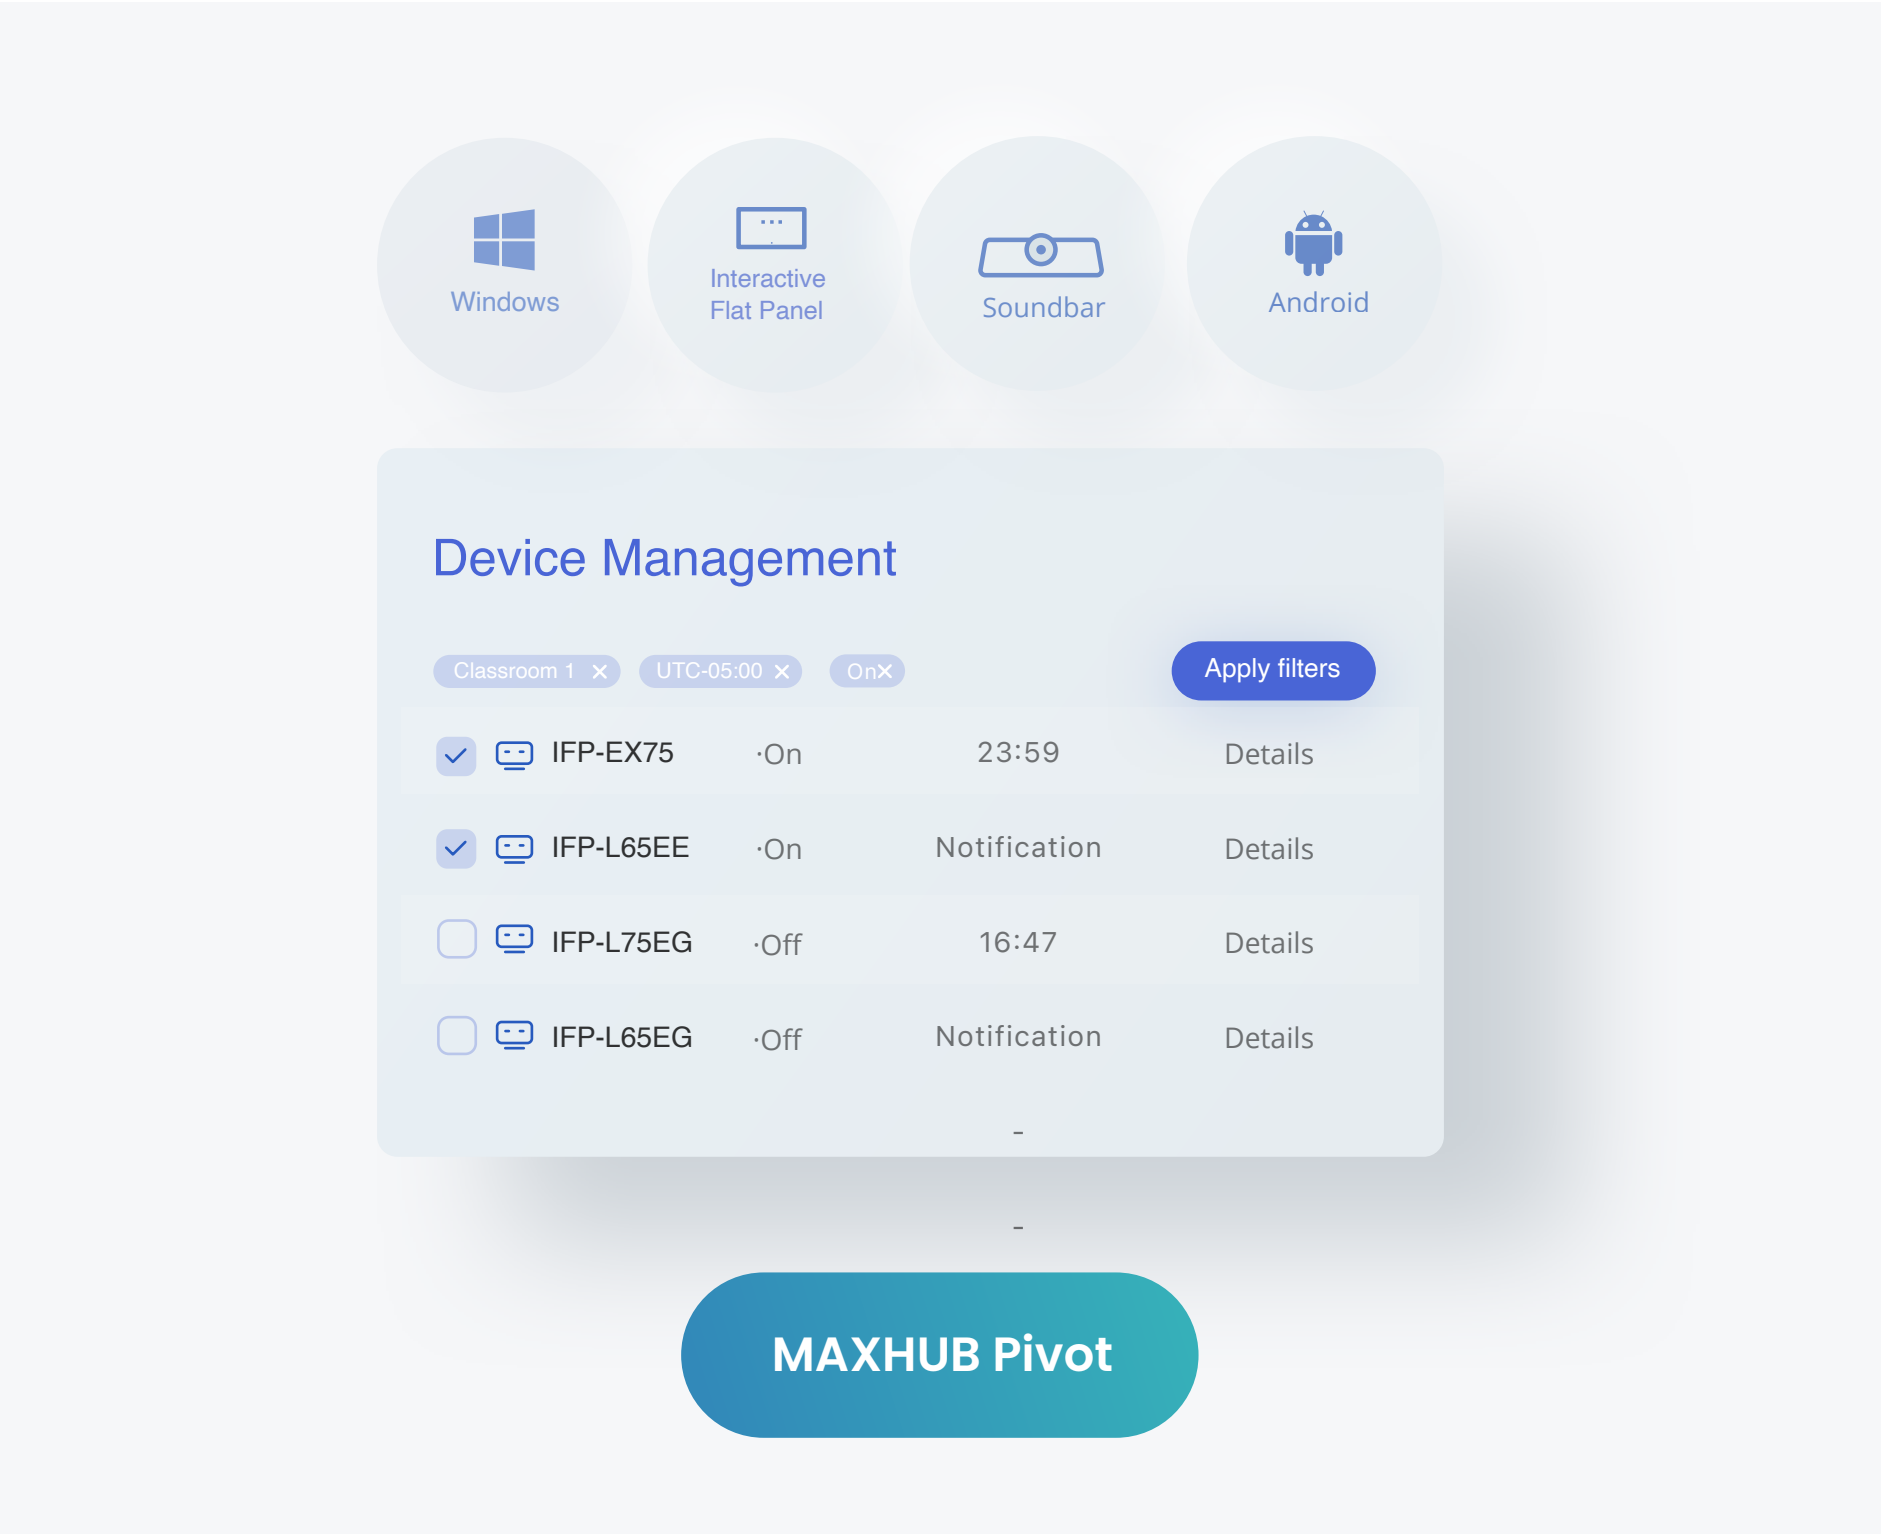 Windows
Interactive
Flat Panel
Soundbar
Android
Device Management
Classroom 1 ✕ UTC-05:00 ✕ On✕ Apply filters
IFP-EX75 ·On 23:59 Details
IFP-L65EE ·On Notification Details
IFP-L75EG ·Off 16:47 Details
IFP-L65EG ·Off Notification Details
-
-
MAXHUB Pivot